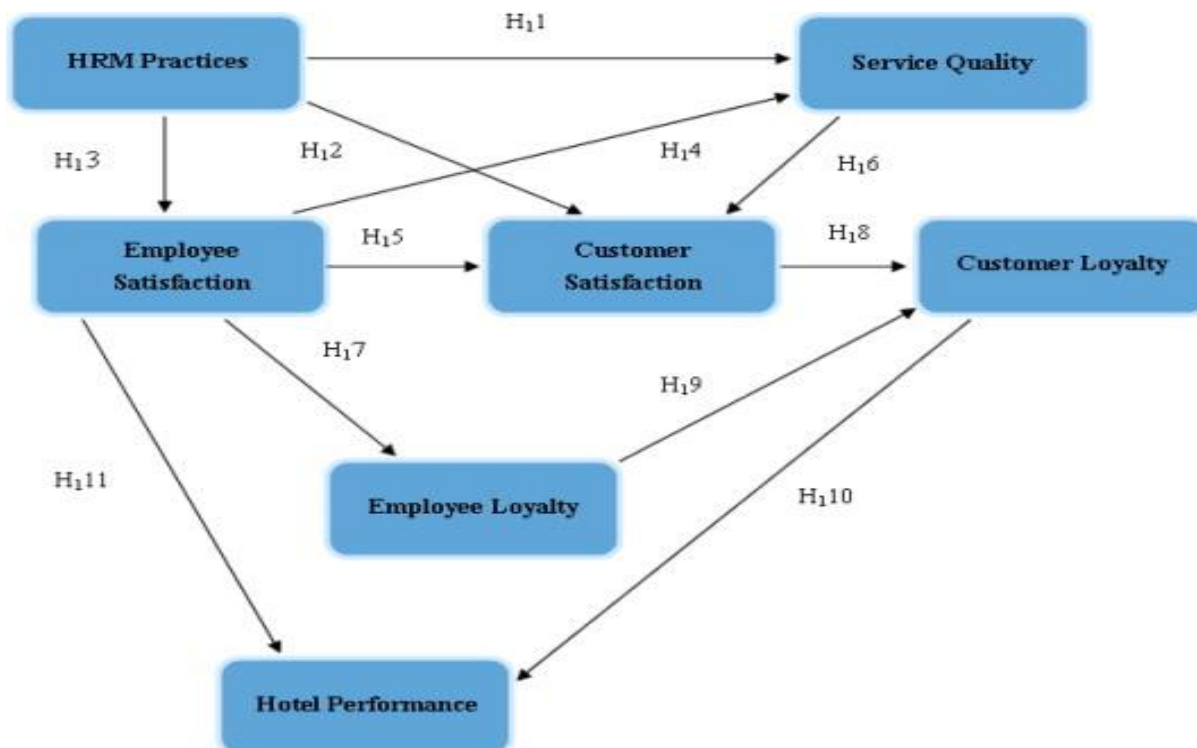 H₁1
HRM Practices
Service Quality
H₁3
H₁2
H₁4
H₁6
Employee
Satisfaction
H₁5
Customer
Satisfaction
H₁8
Customer Loyalty
H₁7
H₁9
H₁11
Employee Loyalty
H₁10
Hotel Performance